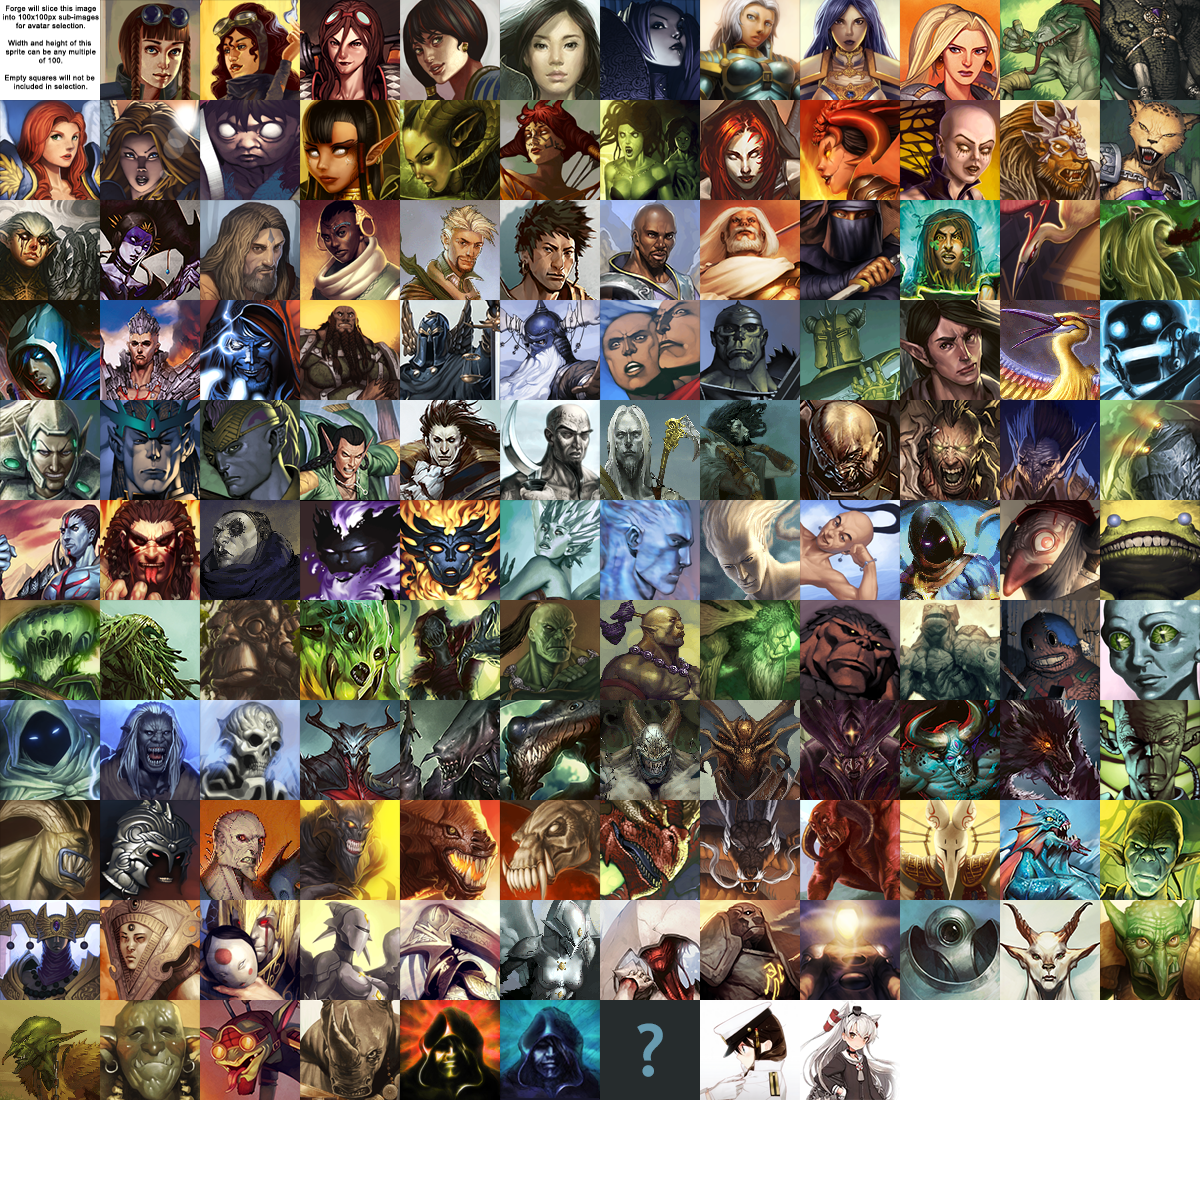 Forge will slice this image
into 100x100px sub-images
for avatar selection.
Width and height of this
sprite can be any multiple
of 100.
Empty squares will not be
included in selection.
?